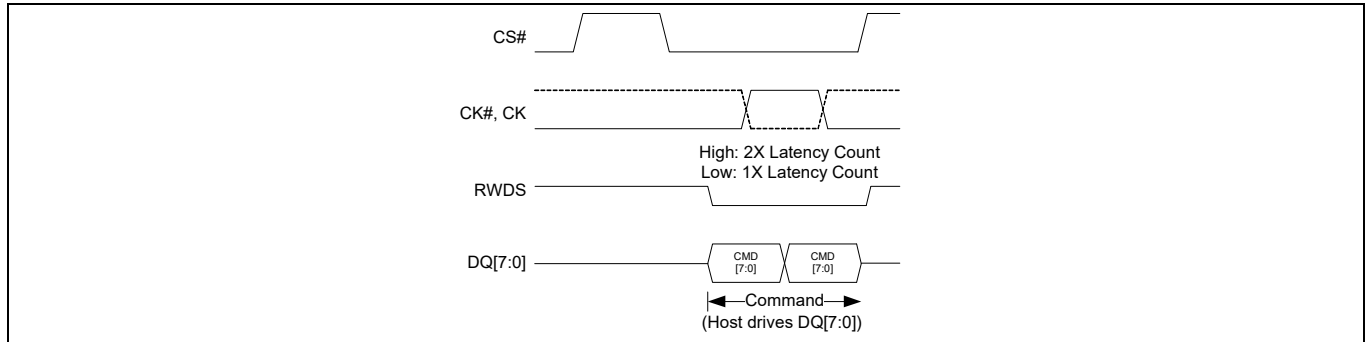 CS#
CK#, CK
High: 2X Latency Count
Low: 1X Latency Count
RWDS
DQ[7:0]
CMD
[7:0]
CMD
[7:0]
Command
(Host drives DQ[7:0])